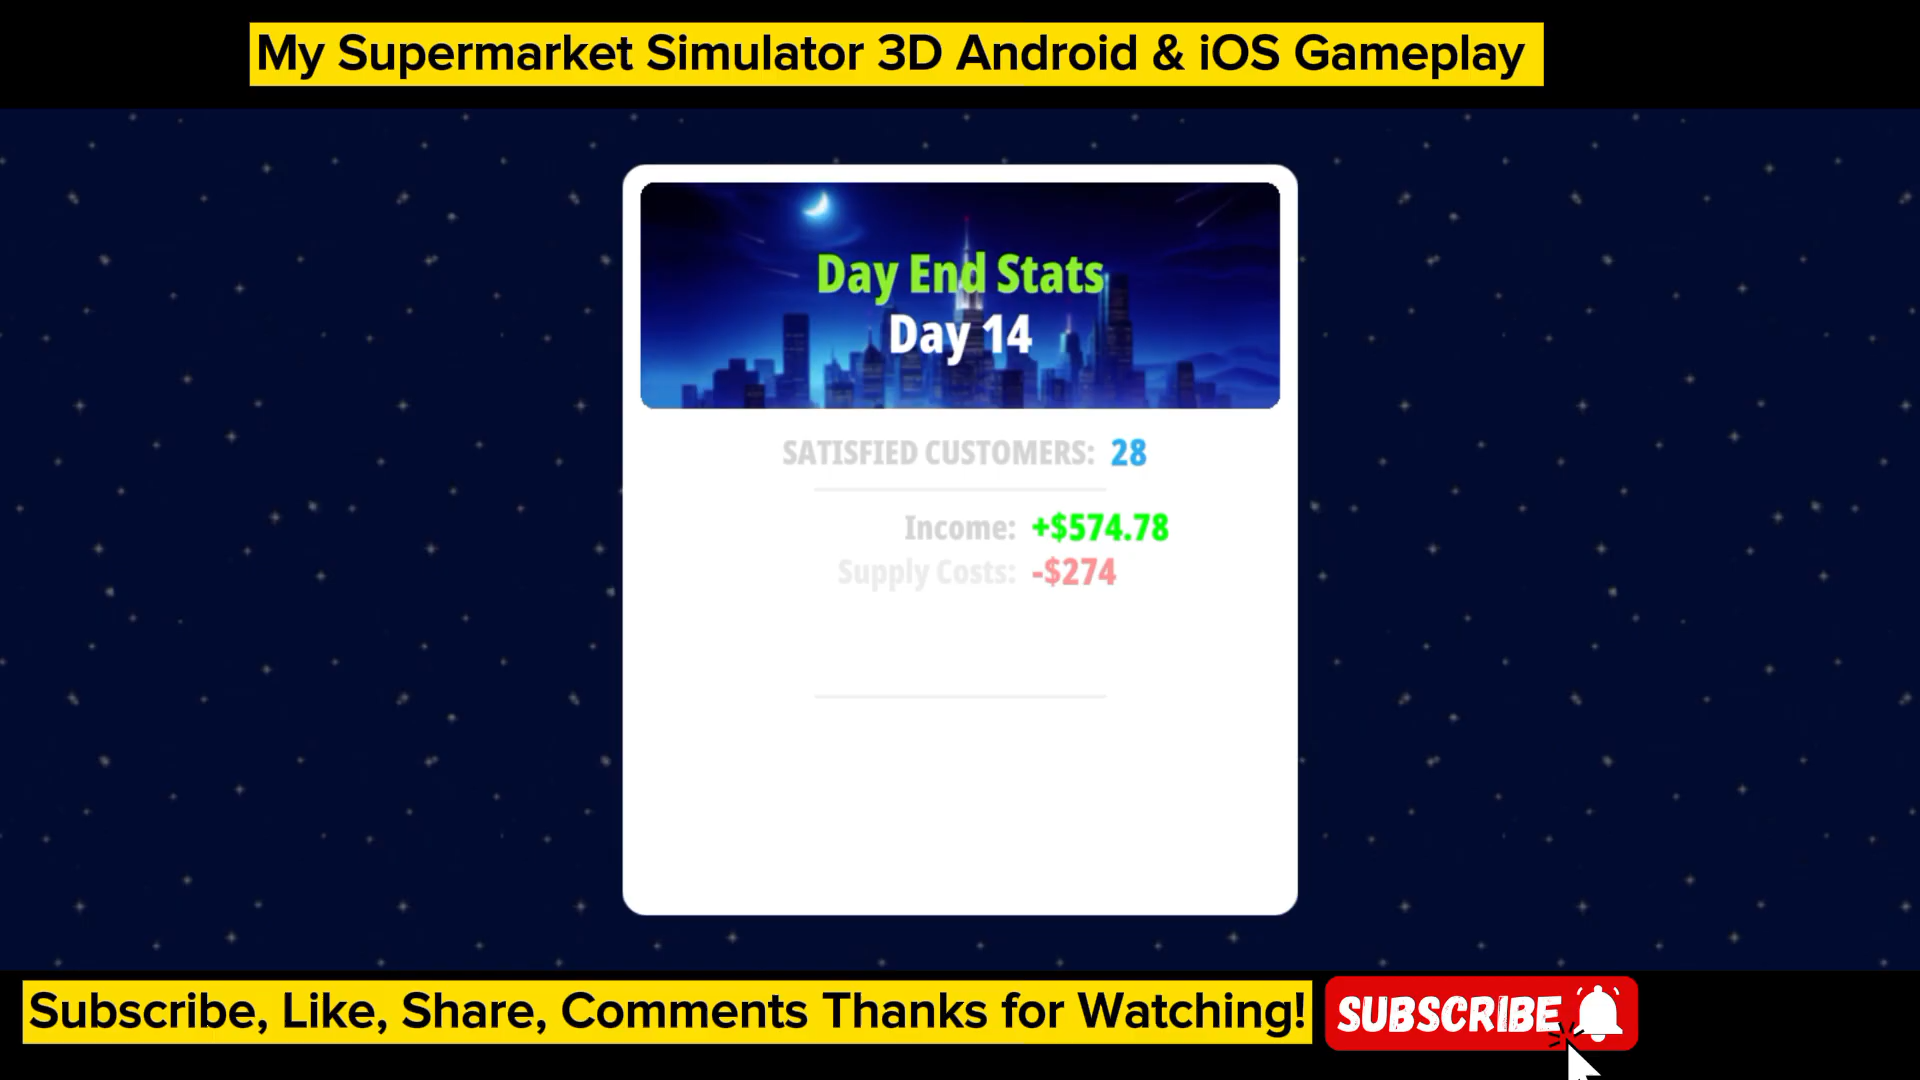 My Supermarket Simulator 3D Android & iOS Gameplay
Day End Stats
Day 14
SATISFIED CUSTOMERS: 28
Income: +$574.78
Supply Costs: -$274
Subscribe, Like, Share, Comments Thanks for Watching!
SUBSCRIBE